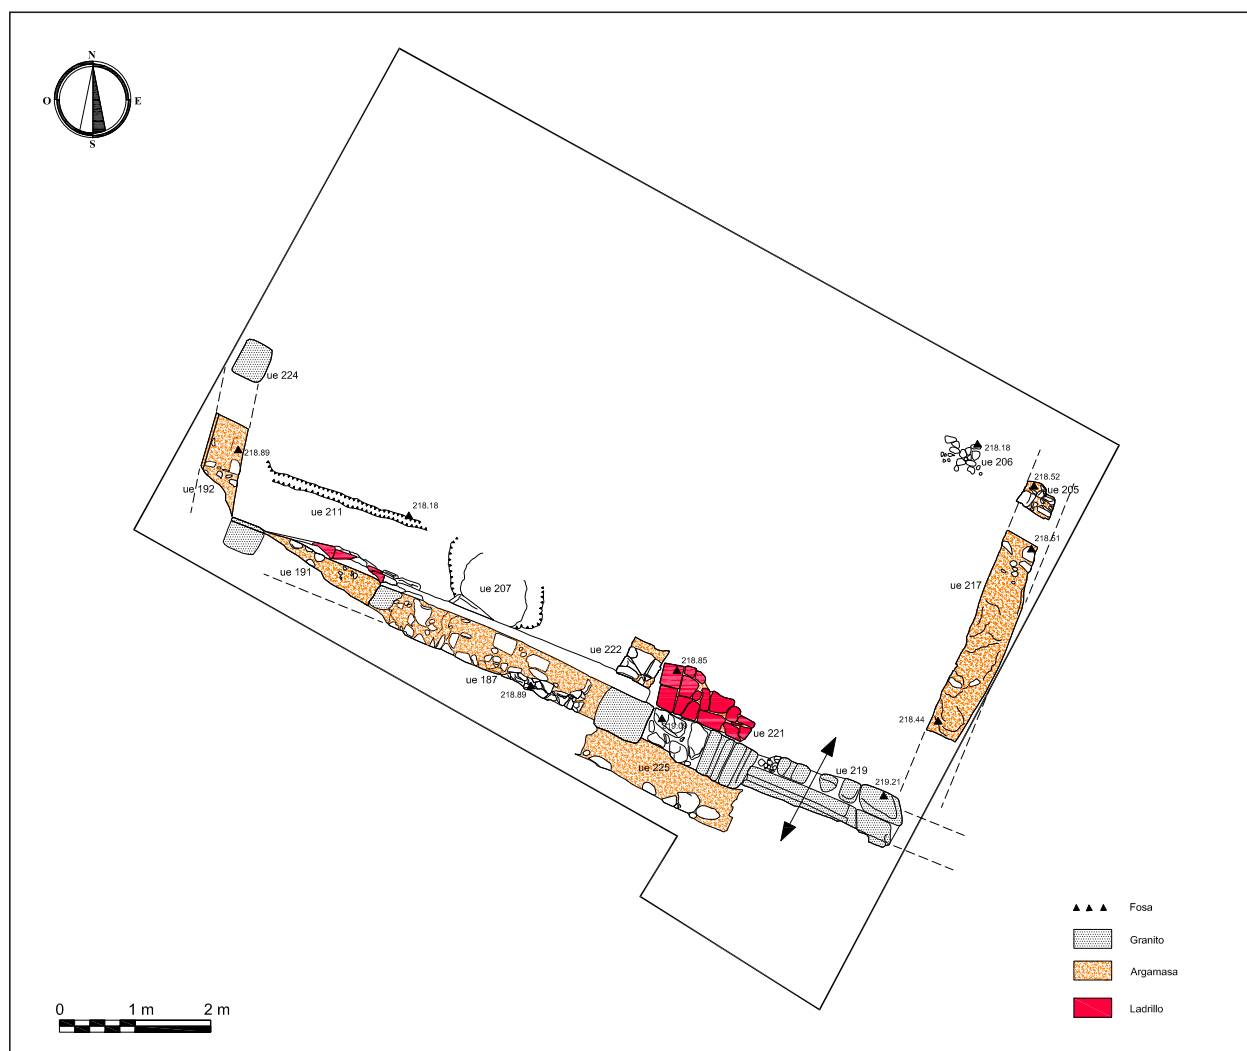 N
O E
S
ue 224
218.89
ue 192
ue 211
218.18
ue 191
ue 207
ue 187
218.89
ue 222
218.85
ue 221
219.09
ue 225
ue 219
219.21
218.18
ue 206
218.52
ue 205
218.51
ue 217
218.44
Fosa
Granito
Argamasa
Ladrillo
0 1 m 2 m